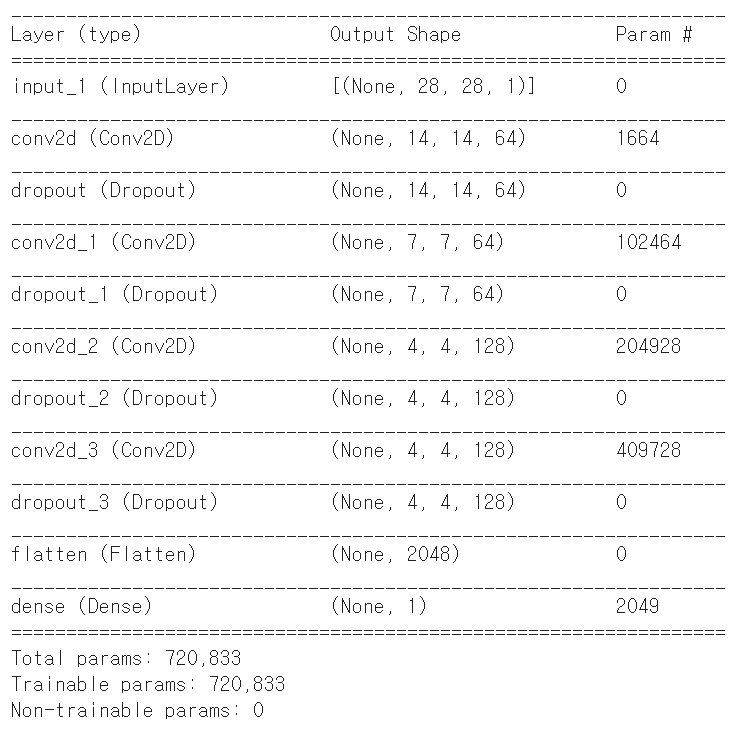 _________________________________________________________________
Layer (type)                 Output Shape              Param #
=================================================================
input_1 (InputLayer)         [(None, 28, 28, 1)]       0
_________________________________________________________________
conv2d (Conv2D)              (None, 14, 14, 64)        1664
_________________________________________________________________
dropout (Dropout)            (None, 14, 14, 64)        0
_________________________________________________________________
conv2d_1 (Conv2D)            (None, 7, 7, 64)          102464
_________________________________________________________________
dropout_1 (Dropout)          (None, 7, 7, 64)          0
_________________________________________________________________
conv2d_2 (Conv2D)            (None, 4, 4, 128)         204928
_________________________________________________________________
dropout_2 (Dropout)          (None, 4, 4, 128)         0
_________________________________________________________________
conv2d_3 (Conv2D)            (None, 4, 4, 128)         409728
_________________________________________________________________
dropout_3 (Dropout)          (None, 4, 4, 128)         0
_________________________________________________________________
flatten (Flatten)            (None, 2048)              0
_________________________________________________________________
dense (Dense)                (None, 1)                 2049
=================================================================
Total params: 720,833
Trainable params: 720,833
Non-trainable params: 0